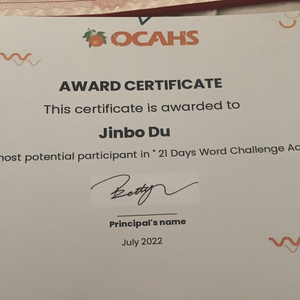 OCAHS
AWARD CERTIFICATE
This certificate is awarded to
Jinbo Du
most potential participant in " 21 Days Word Challenge Ac
Betty
Principal's name
July 2022